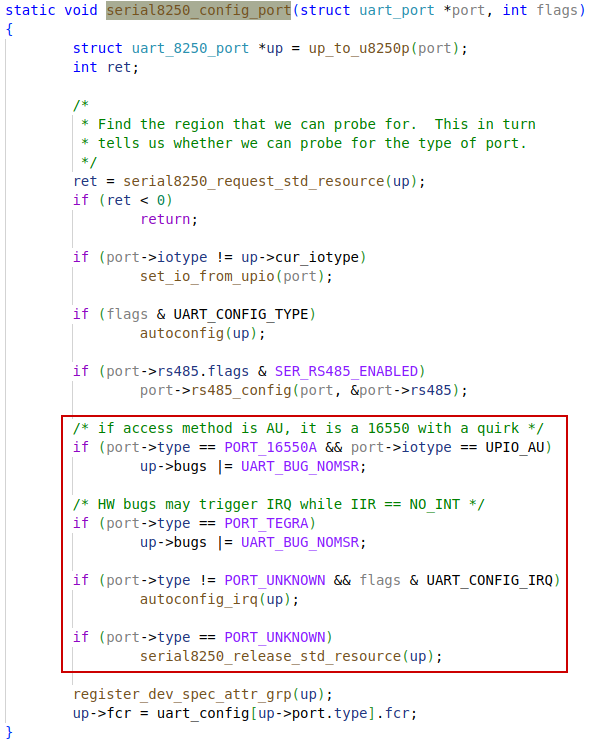 static void serial8250_config_port(struct uart_port *port, int flags)
{
        struct uart_8250_port *up = up_to_u8250p(port);
        int ret;

        /*
         * Find the region that we can probe for.  This in turn
         * tells us whether we can probe for the type of port.
         */
        ret = serial8250_request_std_resource(up);
        if (ret < 0)
                return;

        if (port->iotype != up->cur_iotype)
                set_io_from_upio(port);

        if (flags & UART_CONFIG_TYPE)
                autoconfig(up);

        if (port->rs485.flags & SER_RS485_ENABLED)
                port->rs485_config(port, &port->rs485);

        /* if access method is AU, it is a 16550 with a quirk */
        if (port->type == PORT_16550A && port->iotype == UPIO_AU)
                up->bugs |= UART_BUG_NOMSR;

        /* HW bugs may trigger IRQ while IIR == NO_INT */
        if (port->type == PORT_TEGRA)
                up->bugs |= UART_BUG_NOMSR;

        if (port->type != PORT_UNKNOWN && flags & UART_CONFIG_IRQ)
                autoconfig_irq(up);

        if (port->type == PORT_UNKNOWN)
                serial8250_release_std_resource(up);

        register_dev_spec_attr_grp(up);
        up->fcr = uart_config[up->port.type].fcr;
}